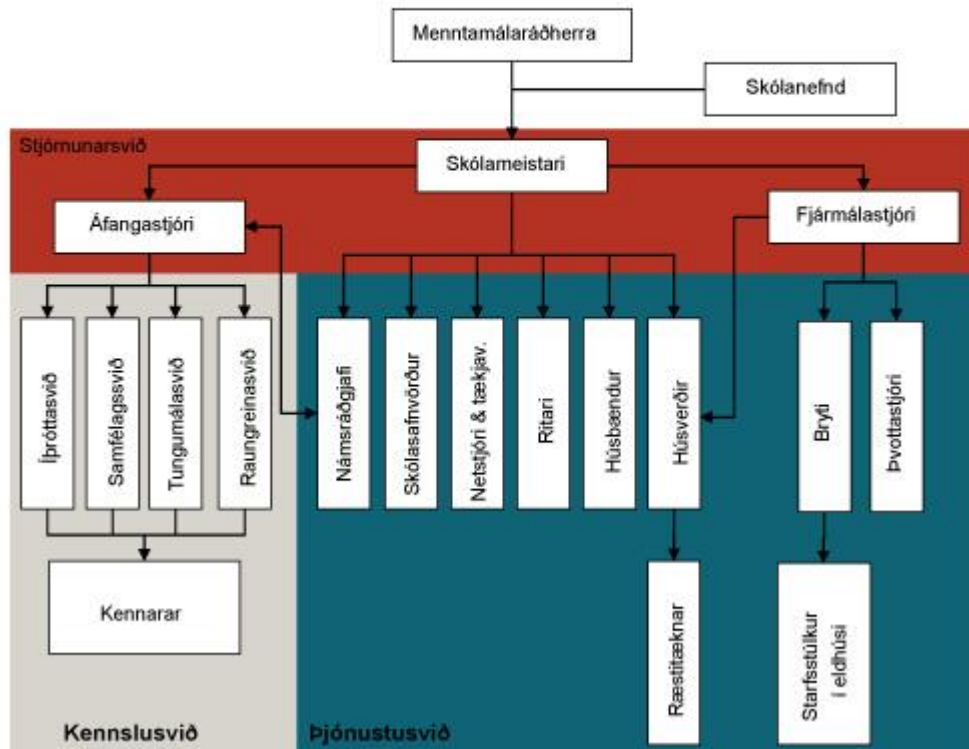 Menntamálaráðherra
Skólanefnd
Stjórnunarsvið
Skólameistari
Áfangastjóri
Fjármálastjóri
Íþróttasvið
Samfélagssvið
Tungumálasvið
Raungreinasvið
Námsráðgjafi
Skólasafnvörður
Netstjóri & tækjav.
Ritari
Húsbændur
Húsverðir
Bryti
Þvottastjóri
Kennarar
Ræstitæknar
Starfsstúlkur
í eldhúsi
Kennslusvið
Þjónustusvið